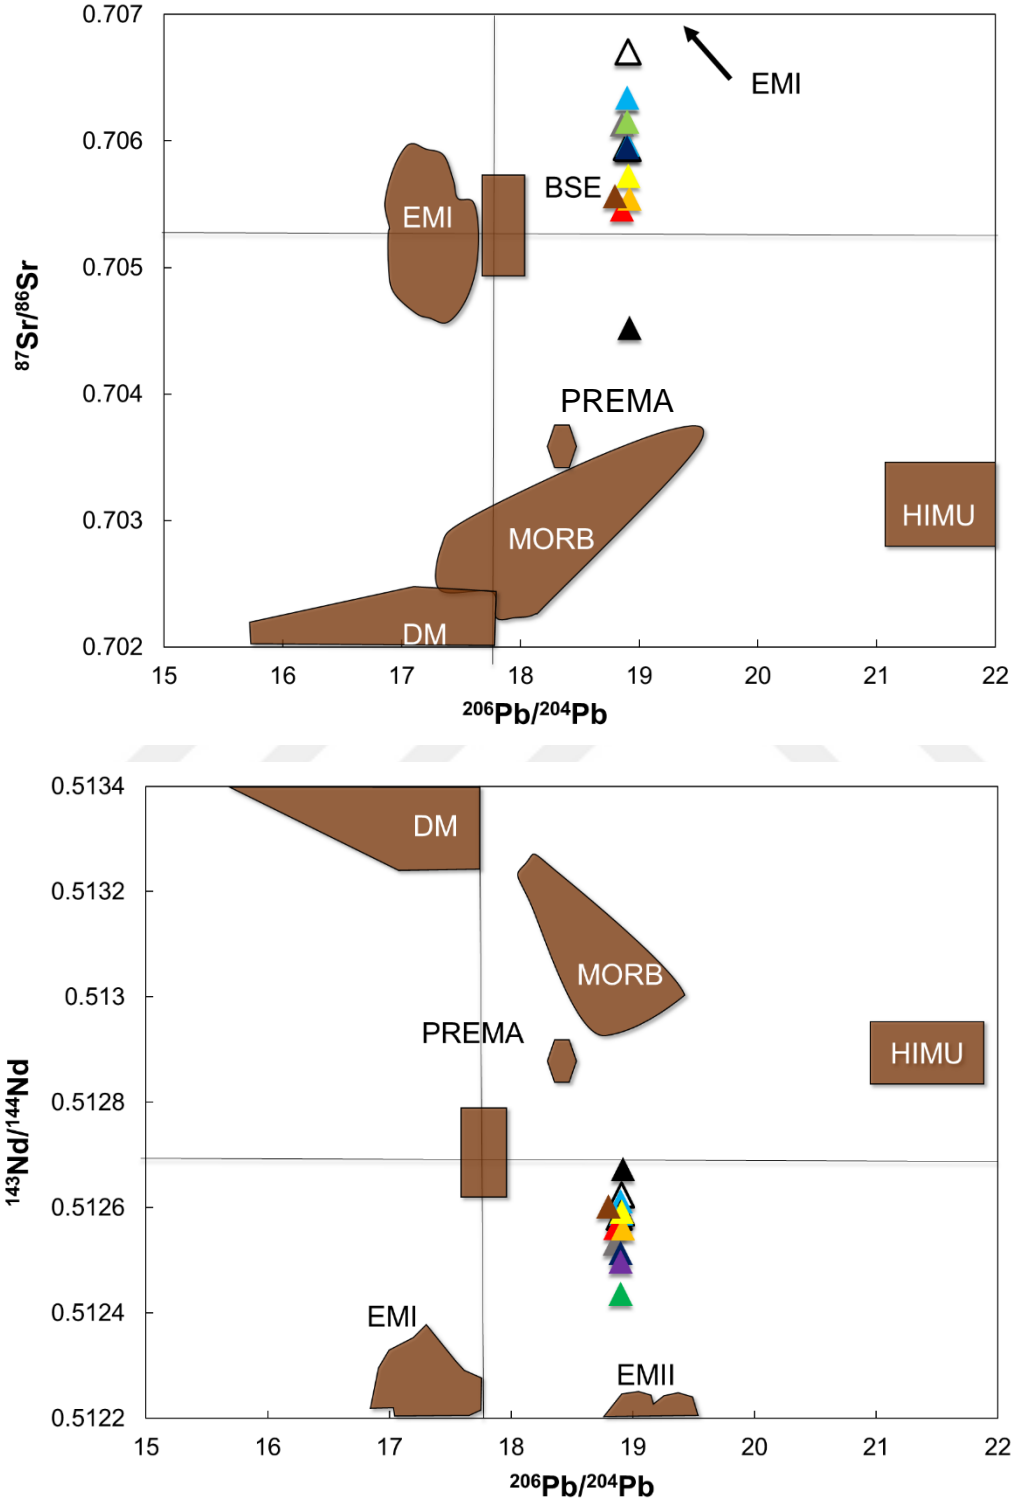 0.707
EMI
0.706
BSE
EMI
0.705
87Sr/86Sr
0.704
PREMA
0.703
HIMU
MORB
DM
0.702
15 16 17 18 19 20 21 22
206Pb/204Pb
0.5134
DM
0.5132
MORB
0.513
PREMA
HIMU
0.5128
143Nd/144Nd
0.5126
0.5124
EMI
EMII
0.5122
15 16 17 18 19 20 21 22
206Pb/204Pb